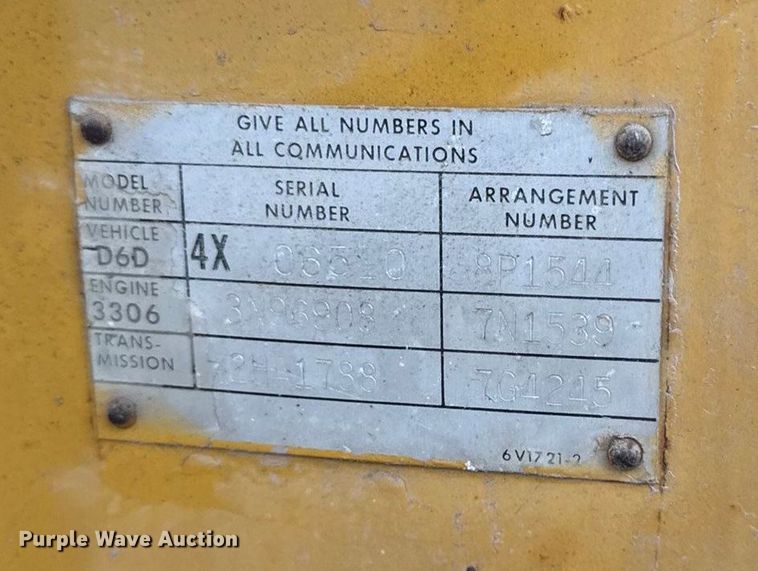 GIVE ALL NUMBERS IN
ALL COMMUNICATIONS
MODEL NUMBER
SERIAL NUMBER
ARRANGEMENT NUMBER
VEHICLE D6D
4X
8P1544
ENGINE 3306
7N1539
TRANS-MISSION
7G4245
6V1721-2
Purple Wave Auction